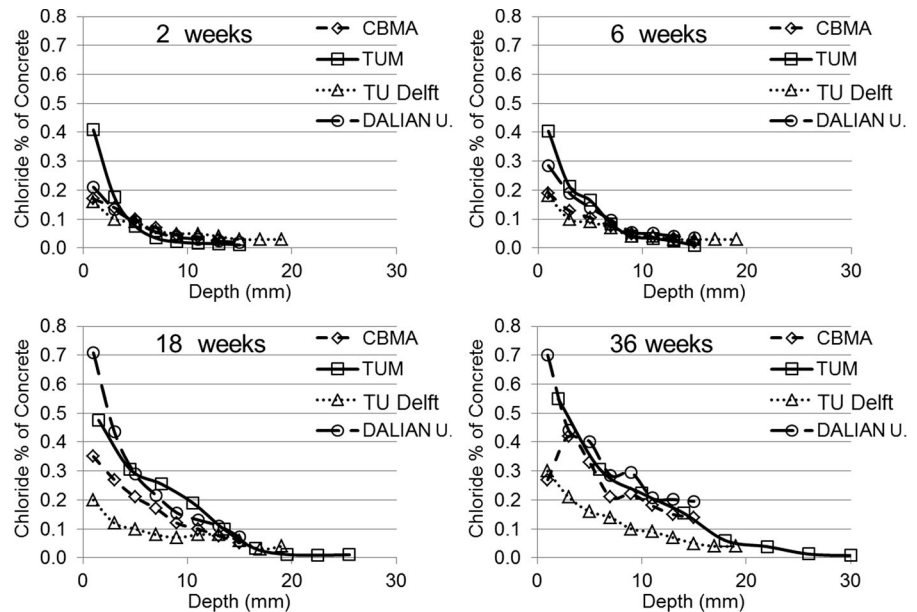 2 weeks
CBMA
TUM
TU Delft
DALIAN U.
Chloride % of Concrete
0.8
0.7
0.6
0.5
0.4
0.3
0.2
0.1
0.0
0 10 20 30
Depth (mm)
6 weeks
CBMA
TUM
TU Delft
DALIAN U.
Chloride % of Concrete
0.8
0.7
0.6
0.5
0.4
0.3
0.2
0.1
0.0
0 10 20 30
Depth (mm)
18 weeks
CBMA
TUM
TU Delft
DALIAN U.
Chloride % of Concrete
0.8
0.7
0.6
0.5
0.4
0.3
0.2
0.1
0.0
0 10 20 30
Depth (mm)
36 weeks
CBMA
TUM
TU Delft
DALIAN U.
Chloride % of Concrete
0.8
0.7
0.6
0.5
0.4
0.3
0.2
0.1
0.0
0 10 20 30
Depth (mm)